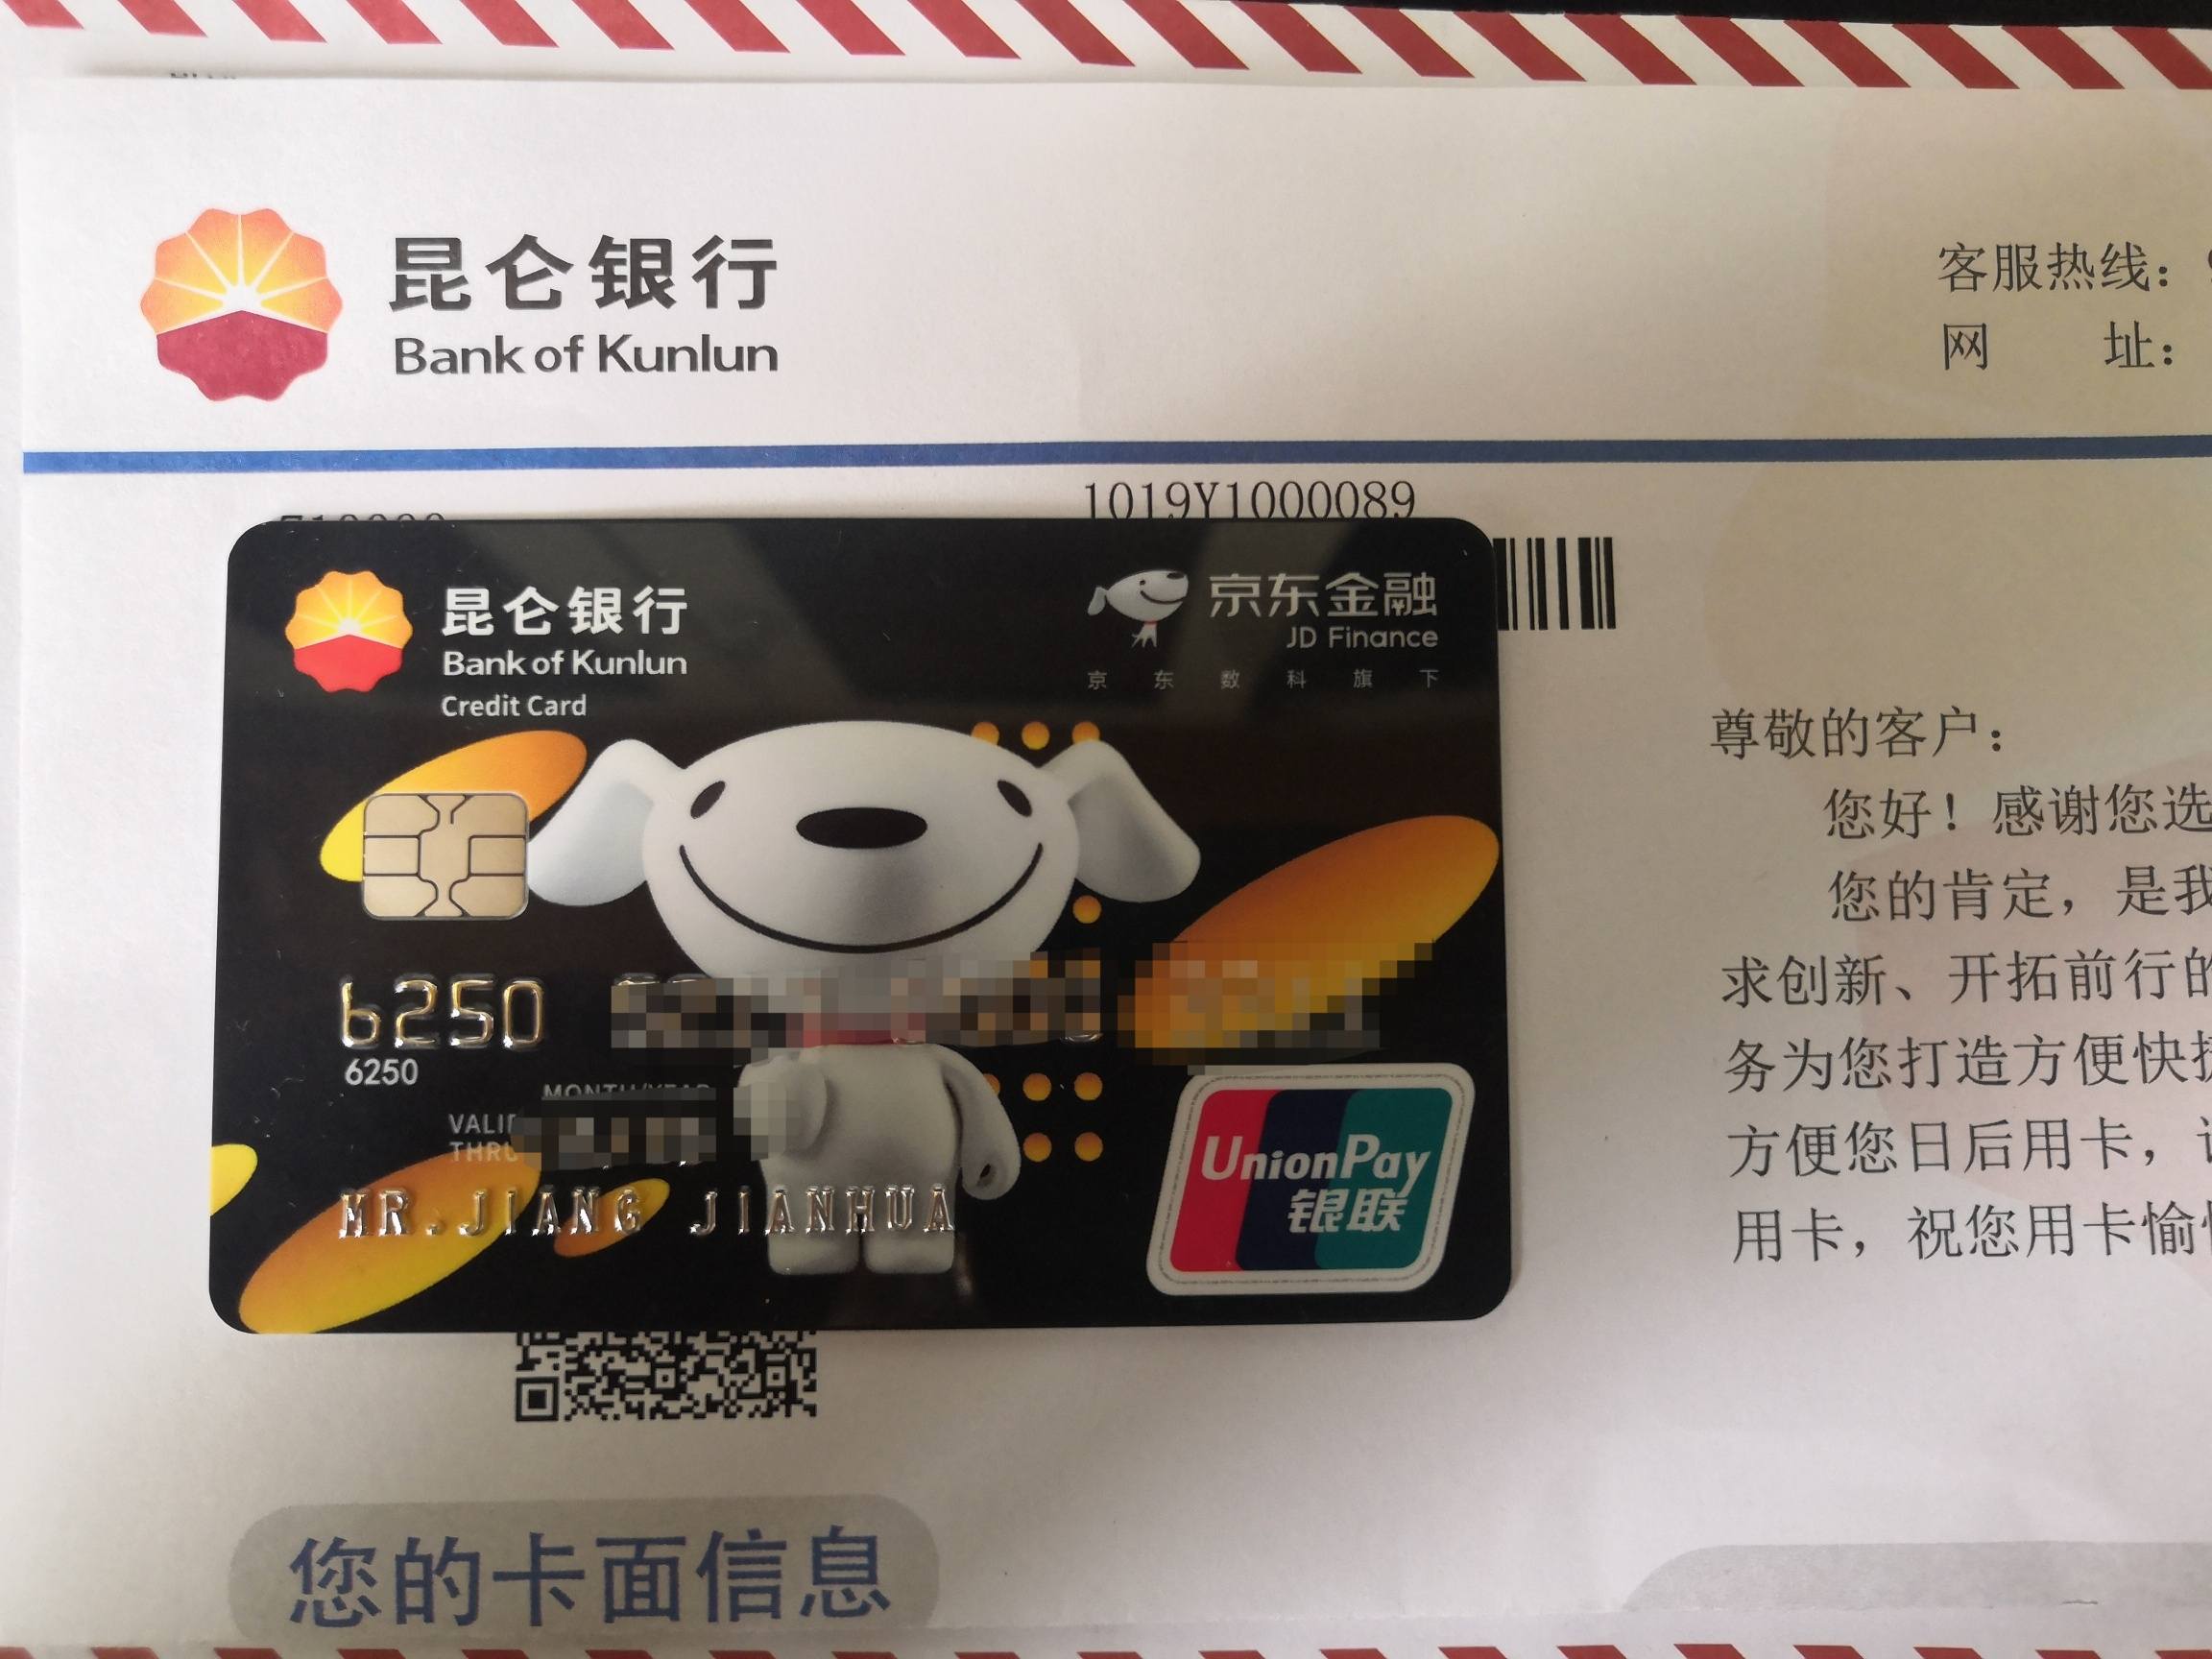 昆仑银行
Bank of Kunlun
客服热线：
网 址：
1019Y1000089
昆仑银行
Bank of Kunlun
Credit Card
京东金融
JD Finance
京东数科旗下
6250
6250
MONTH/YEAR
VALID
THRU
MR.JIANG JIANHUA
UnionPay
银联
尊敬的客户：
您好！感谢您选
您的肯定，是我
求创新、开拓前行的
务为您打造方便快捷
方便您日后用卡，
用卡，祝您用卡愉
您的卡面信息